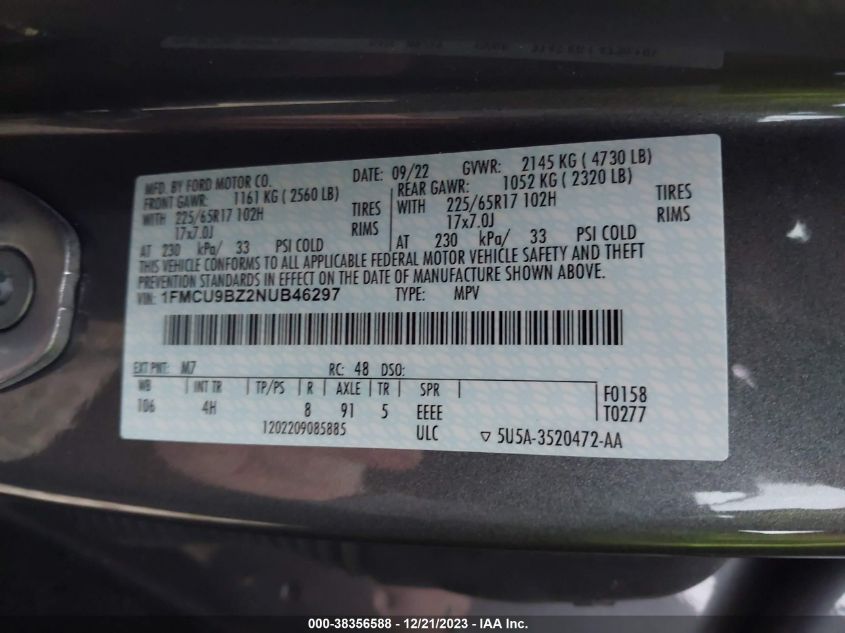 MFD. BY FORD MOTOR CO. DATE: 09/22 GVWR: 2145 KG ( 4730 LB)
FRONT GAWR: 1161 KG ( 2560 LB) REAR GAWR: 1052 KG ( 2320 LB)
WITH 225/65R17 102H TIRES WITH 225/65R17 102H TIRES
17x7.0J RIMS 17x7.0J RIMS
AT 230 kPa/ 33 PSI COLD AT 230 kPa/ 33 PSI COLD
THIS VEHICLE CONFORMS TO ALL APPLICABLE FEDERAL MOTOR VEHICLE SAFETY AND THEFT
PREVENTION STANDARDS IN EFFECT ON THE DATE OF MANUFACTURE SHOWN ABOVE.
VIN: 1FMCU9BZ2NUB46297 TYPE: MPV
EXT PNT: M7 RC: 48 DSO:
WB INT TR TP/PS R AXLE TR SPR F0158
106 4H 8 91 5 EEEE T0277
1202209085885 ULC ▽ 5U5A-3520472-AA
000-38356588 - 12/21/2023 - IAA Inc.